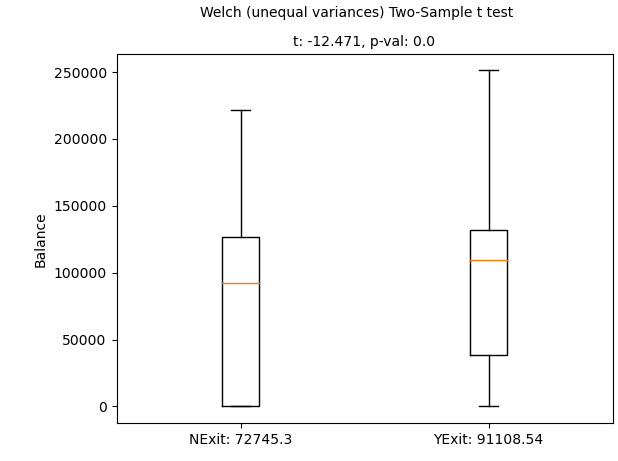 Welch (unequal variances) Two-Sample t test
t: -12.471, p-val: 0.0
250000
200000
150000
100000
50000
0
Balance
NExit: 72745.3
YExit: 91108.54